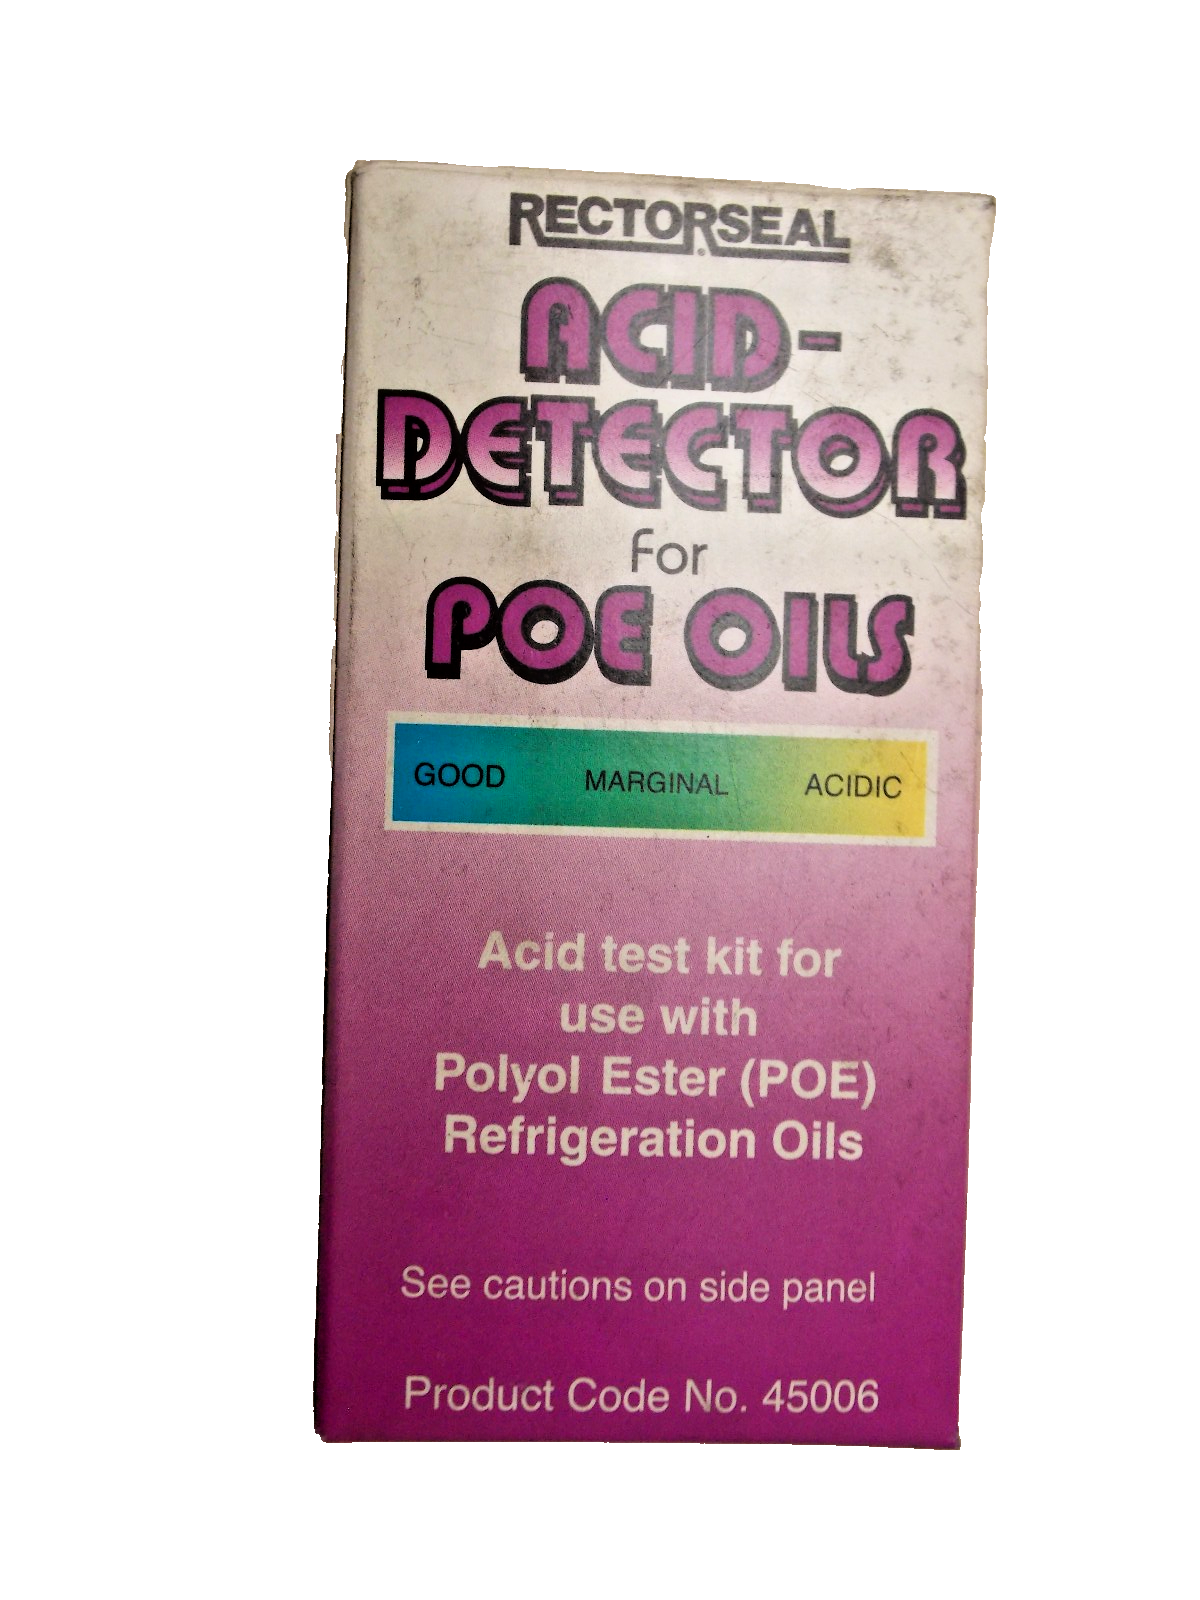 RECTORSEAL®
ACID-
DETECTOR
For
POE OILS
GOOD MARGINAL ACIDIC
Acid test kit for
use with
Polyol Ester (POE)
Refrigeration Oils
See cautions on side panel
Product Code No. 45006